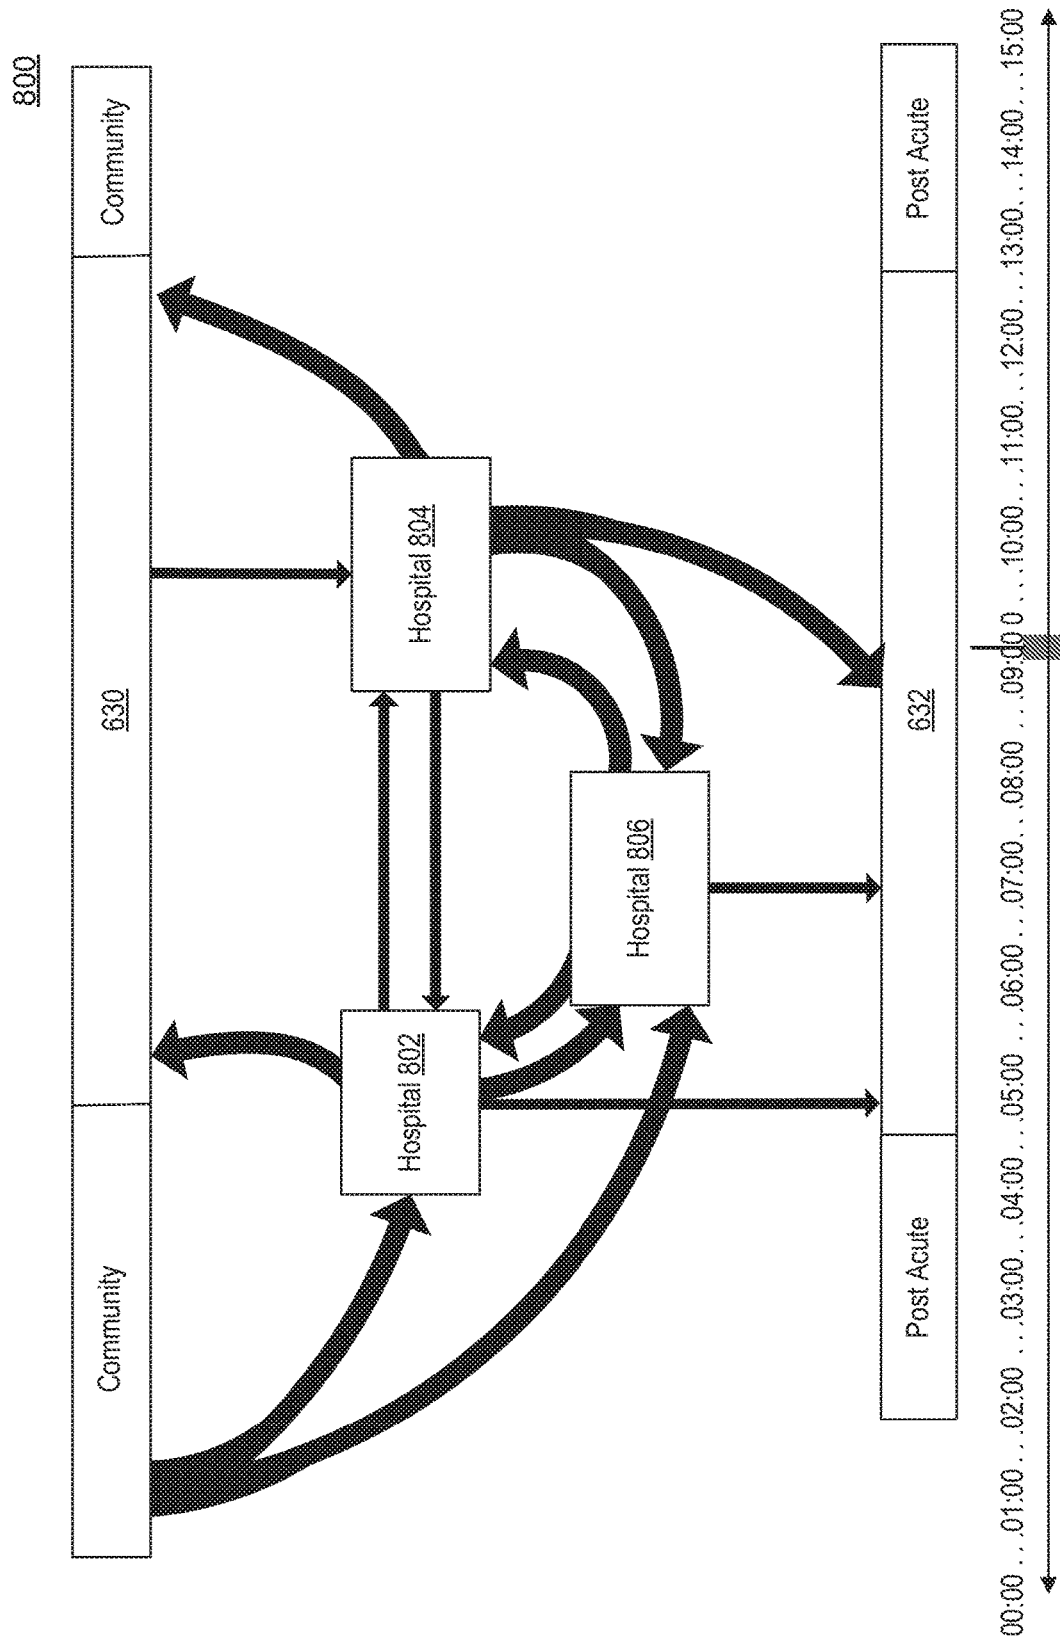 800
Community
630
Community
Hospital 802
Hospital 804
Hospital 806
Post Acute
632
Post Acute
00:00 . . .01:00. . .02:00 . . .03:00. . .04:00 . . .05:00 . . .06:00 . . .07:00. . .08:00 . . .09:00 0 . . .10:00. . .11:00. . .12:00. . .13:00. . .14:00. . .15:00